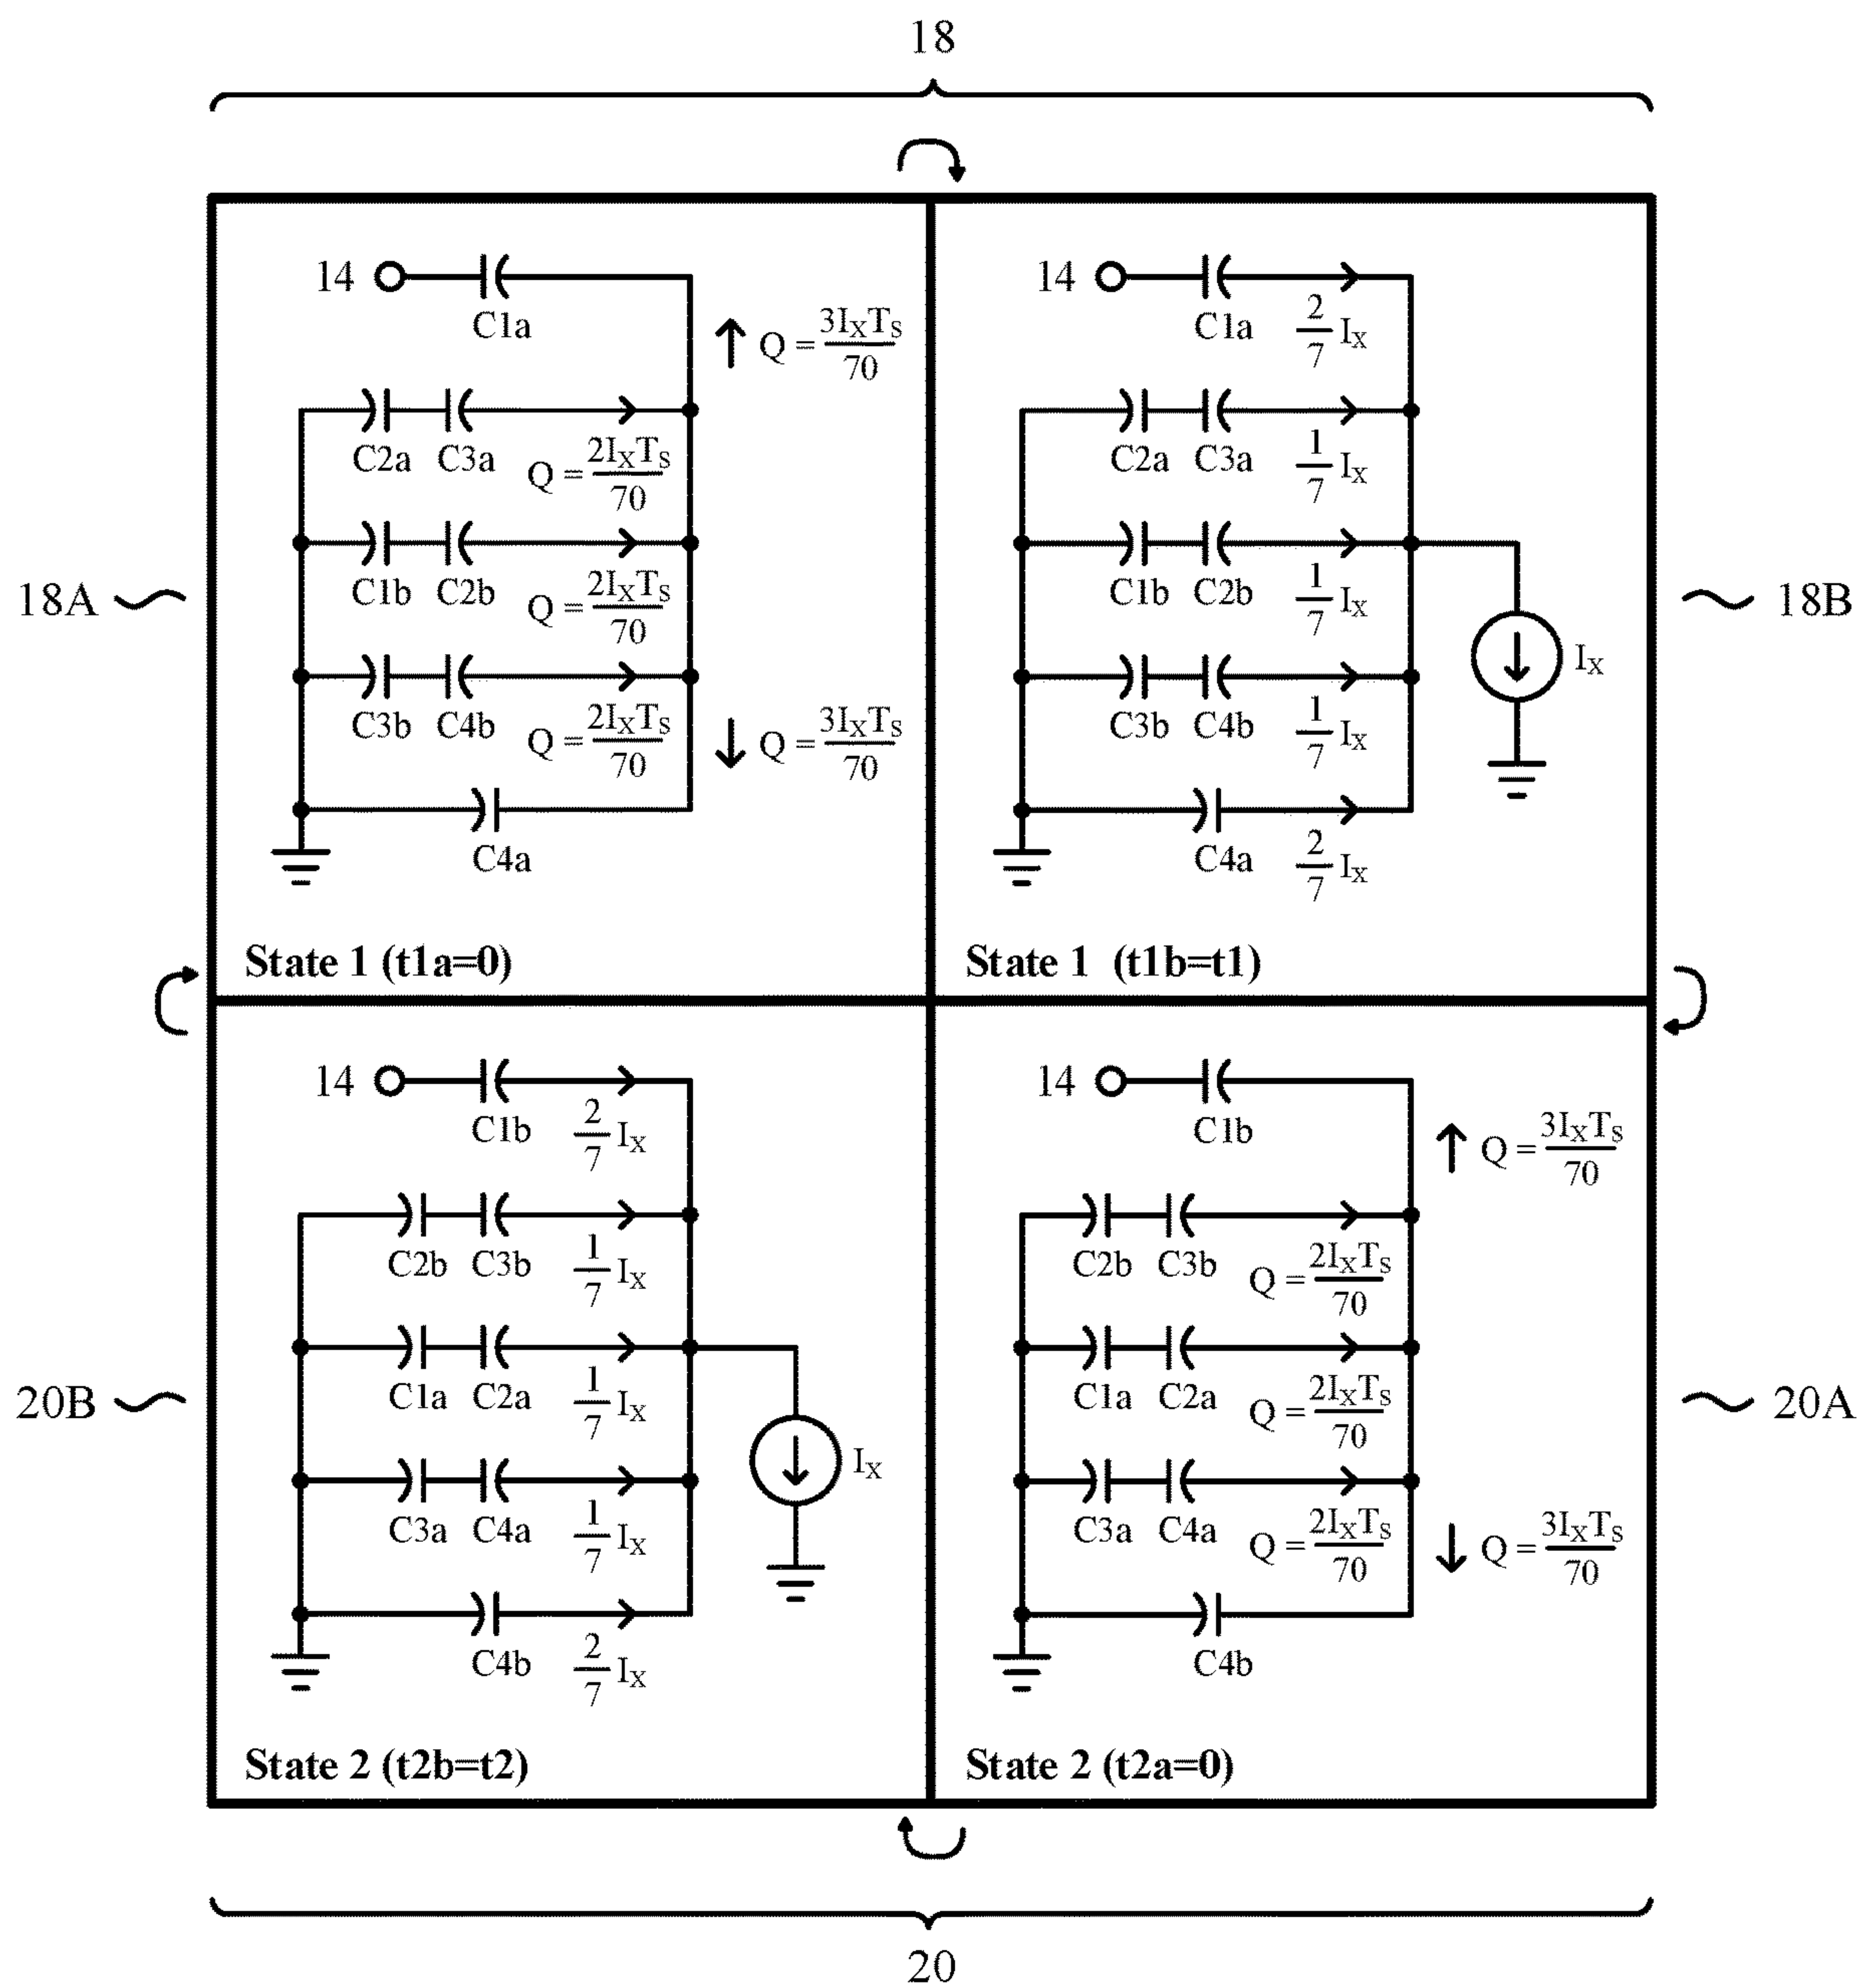 18
14
C1a
Q = 3IXTS/70
C2a C3a
Q = 2IXTS/70
C1b C2b
Q = 2IXTS/70
C3b C4b
Q = 2IXTS/70
Q = 3IXTS/70
C4a
State 1 (t1a=0)
18A
14
C1a
2/7 IX
C2a C3a
1/7 IX
C1b C2b
1/7 IX
C3b C4b
1/7 IX
IX
C4a
2/7 IX
State 1 (t1b=t1)
18B
14
C1b
2/7 IX
C2b C3b
1/7 IX
C1a C2a
1/7 IX
C3a C4a
1/7 IX
IX
C4b
2/7 IX
State 2 (t2b=t2)
20B
14
C1b
Q = 3IXTS/70
C2b C3b
Q = 2IXTS/70
C1a C2a
Q = 2IXTS/70
C3a C4a
Q = 2IXTS/70
Q = 3IXTS/70
C4b
State 2 (t2a=0)
20A
20